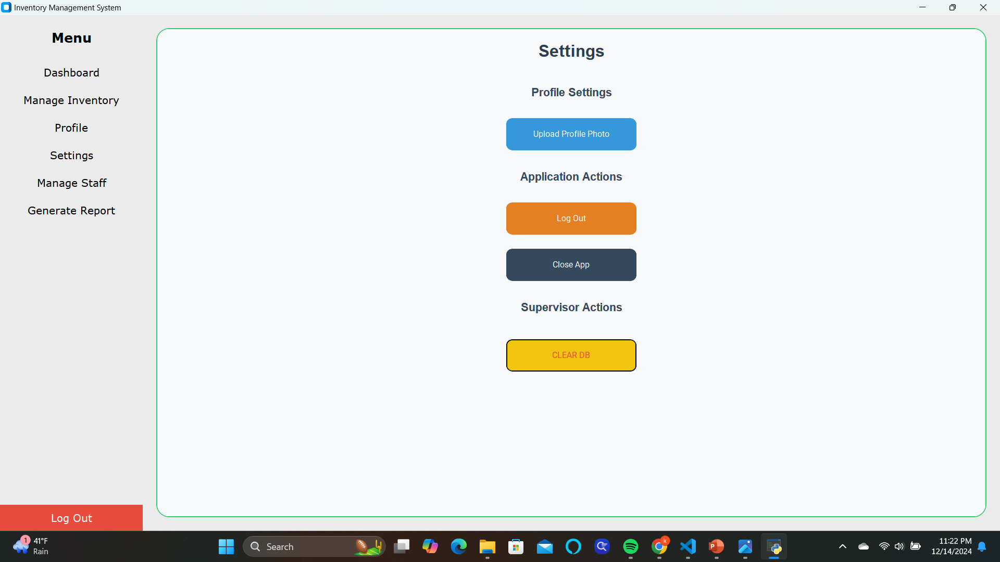 Inventory Management System
Menu
Dashboard
Manage Inventory
Profile
Settings
Manage Staff
Generate Report
Log Out
Settings
Profile Settings
Upload Profile Photo
Application Actions
Log Out
Close App
Supervisor Actions
CLEAR DB
1
41°F
Rain
Search
k
P
11:22 PM
12/14/2024